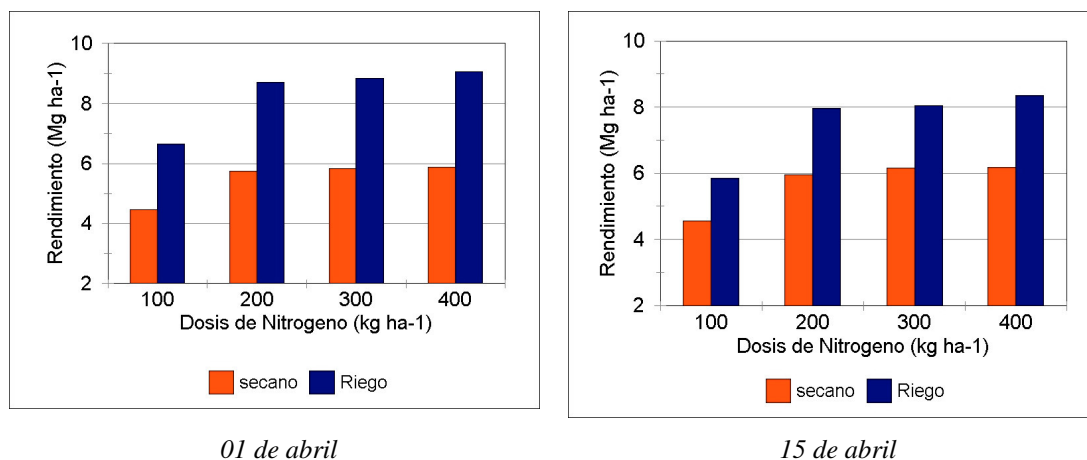 10
8
6
4
2
Rendimiento (Mg ha-1)
100 200 300 400
Dosis de Nitrogeno (kg ha-1)
secano Riego
01 de abril
10
8
6
4
2
Rendimiento (Mg ha-1)
100 200 300 400
Dosis de Nitrogeno (kg ha-1)
secano Riego
15 de abril